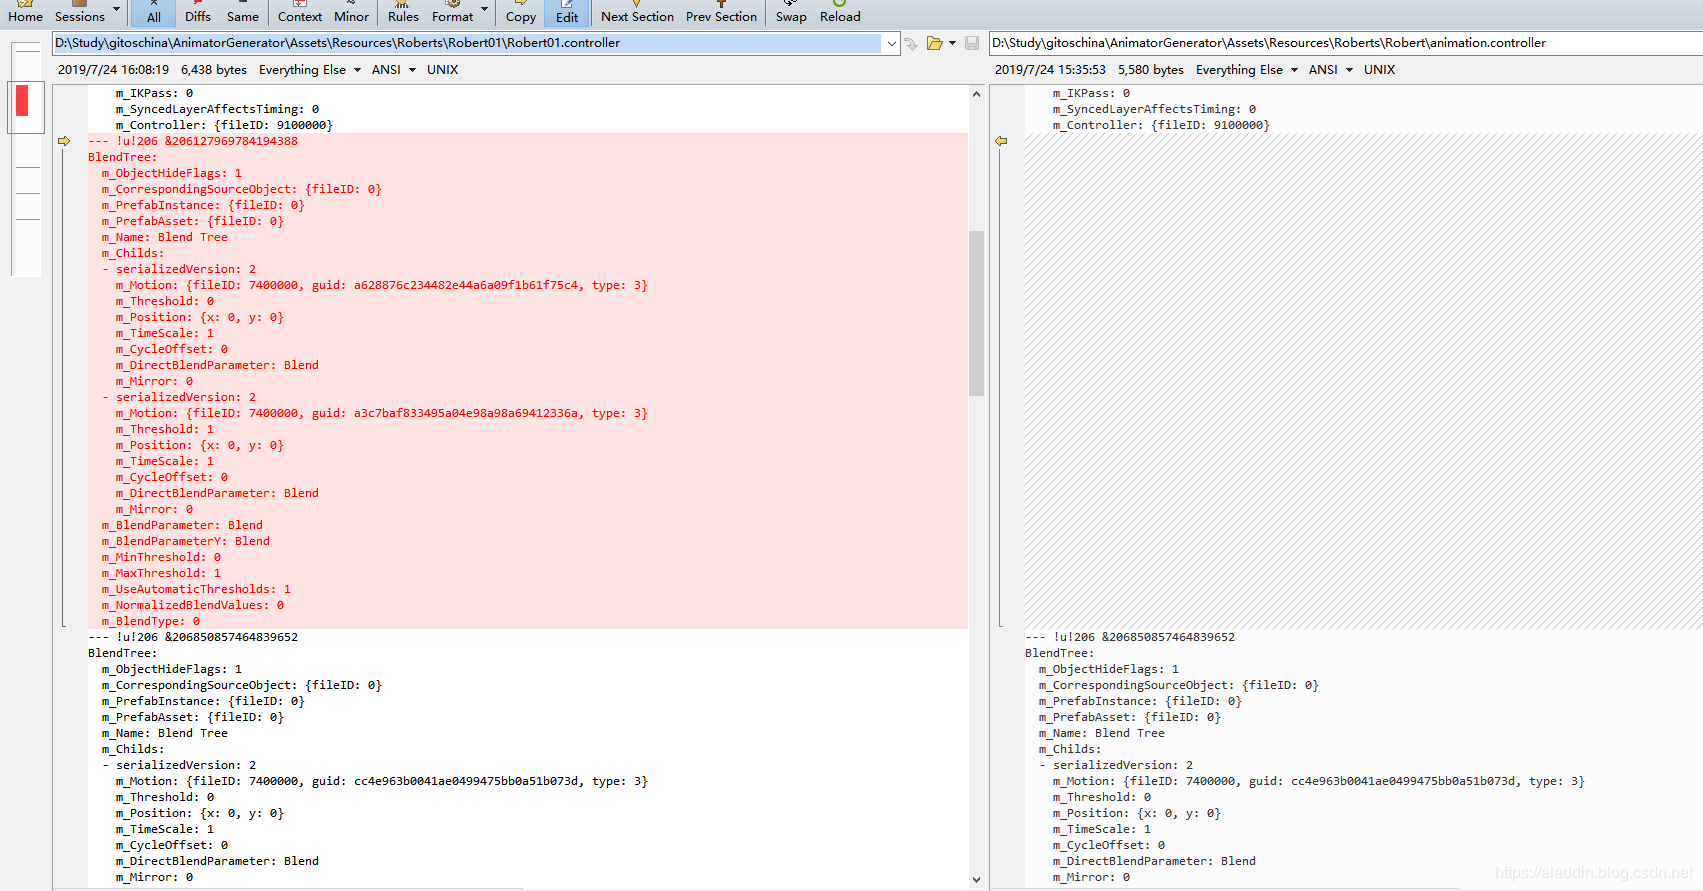 Home Sessions All Diffs Same Context Minor Rules Format Copy Edit Next Section Prev Section Swap Reload
D:\Study\gitoschina\AnimatorGenerator\Assets\Resources\Roberts\Robert01\Robert01.controller
2019/7/24 16:08:19 6,438 bytes Everything Else ANSI UNIX
m_IKPass: 0
m_SyncedLayerAffectsTiming: 0
m_Controller: {fileID: 9100000}
--- !u!206 &206127969784194388
BlendTree:
m_ObjectHideFlags: 1
m_CorrespondingSourceObject: {fileID: 0}
m_PrefabInstance: {fileID: 0}
m_PrefabAsset: {fileID: 0}
m_Name: Blend Tree
m_Childs:
- serializedVersion: 2
m_Motion: {fileID: 7400000, guid: a628876c234482e44a6a09f1b61f75c4, type: 3}
m_Threshold: 0
m_Position: {x: 0, y: 0}
m_TimeScale: 1
m_CycleOffset: 0
m_DirectBlendParameter: Blend
m_Mirror: 0
- serializedVersion: 2
m_Motion: {fileID: 7400000, guid: a3c7baf833495a04e98a98a69412336a, type: 3}
m_Threshold: 1
m_Position: {x: 0, y: 0}
m_TimeScale: 1
m_CycleOffset: 0
m_DirectBlendParameter: Blend
m_Mirror: 0
m_BlendParameter: Blend
m_BlendParameterY: Blend
m_MinThreshold: 0
m_MaxThreshold: 1
m_UseAutomaticThresholds: 1
m_NormalizedBlendValues: 0
m_BlendType: 0
--- !u!206 &206850857464839652
BlendTree:
m_ObjectHideFlags: 1
m_CorrespondingSourceObject: {fileID: 0}
m_PrefabInstance: {fileID: 0}
m_PrefabAsset: {fileID: 0}
m_Name: Blend Tree
m_Childs:
- serializedVersion: 2
m_Motion: {fileID: 7400000, guid: cc4e963b0041ae0499475bb0a51b073d, type: 3}
m_Threshold: 0
m_Position: {x: 0, y: 0}
m_TimeScale: 1
m_CycleOffset: 0
m_DirectBlendParameter: Blend
m_Mirror: 0
D:\Study\gitoschina\AnimatorGenerator\Assets\Resources\Roberts\Robert\animation.controller
2019/7/24 15:35:53 5,580 bytes Everything Else ANSI UNIX
m_IKPass: 0
m_SyncedLayerAffectsTiming: 0
m_Controller: {fileID: 9100000}
--- !u!206 &206850857464839652
BlendTree:
m_ObjectHideFlags: 1
m_CorrespondingSourceObject: {fileID: 0}
m_PrefabInstance: {fileID: 0}
m_PrefabAsset: {fileID: 0}
m_Name: Blend Tree
m_Childs:
- serializedVersion: 2
m_Motion: {fileID: 7400000, guid: cc4e963b0041ae0499475bb0a51b073d, type: 3}
m_Threshold: 0
m_Position: {x: 0, y: 0}
m_TimeScale: 1
m_CycleOffset: 0
m_DirectBlendParameter: Blend
m_Mirror: 0
https://aladdin.blog.csdn.net